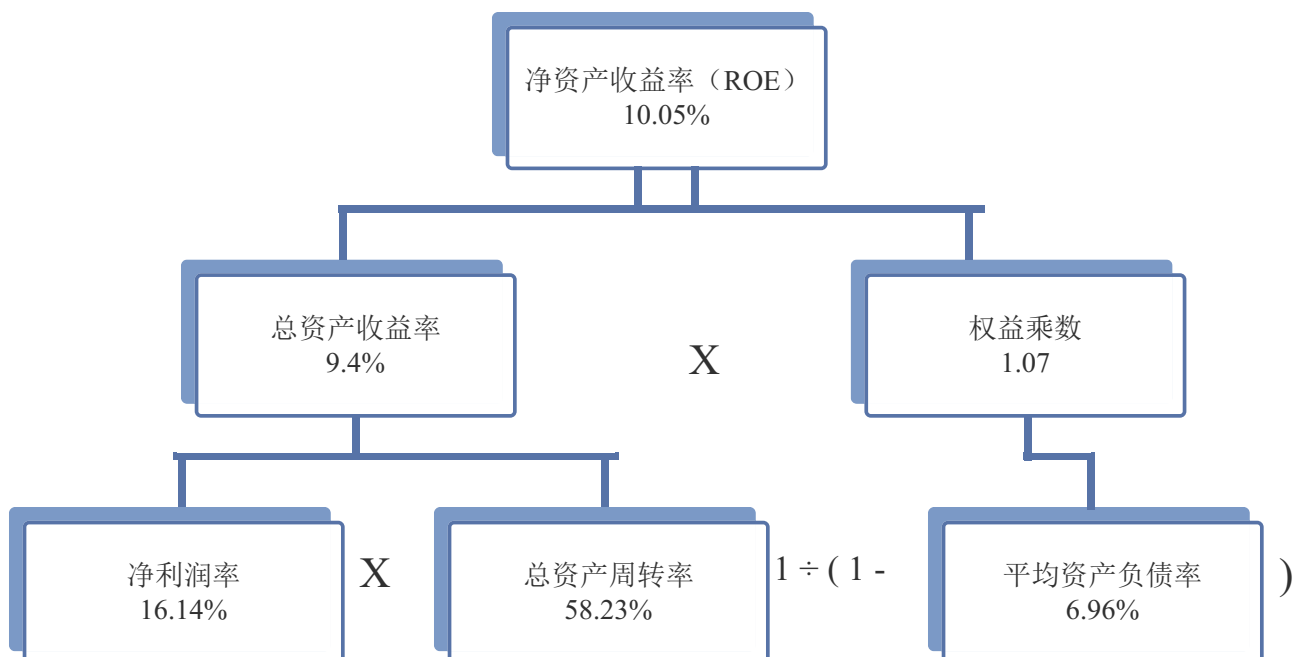 净资产收益率（ROE）
10.05%
总资产收益率
9.4%
X
权益乘数
1.07
净利润率
16.14%
X
总资产周转率
58.23%
1 ÷ ( 1 -
平均资产负债率
6.96%
)